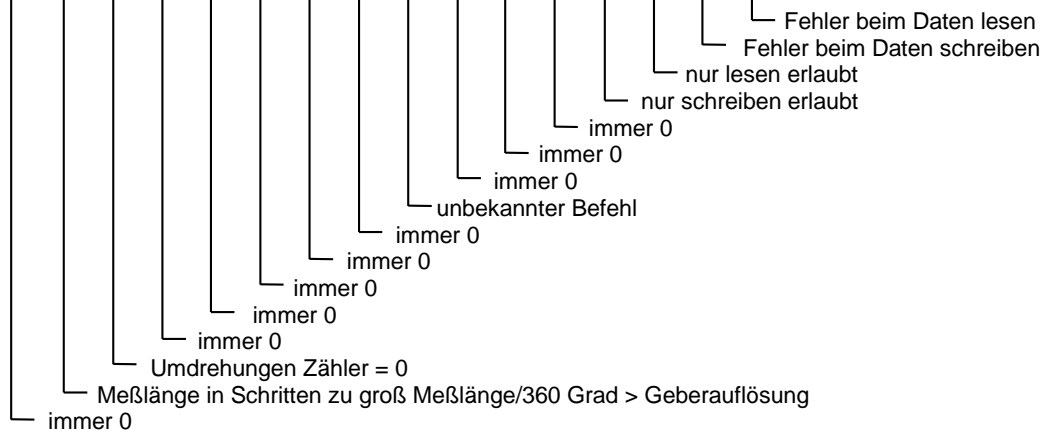 Fehler beim Daten lesen
Fehler beim Daten schreiben
nur lesen erlaubt
nur schreiben erlaubt
immer 0
immer 0
immer 0
unbekannter Befehl
immer 0
immer 0
immer 0
immer 0
immer 0
Umdrehungen Zähler = 0
Meßlänge in Schritten zu groß Meßlänge/360 Grad > Geberauflösung
immer 0